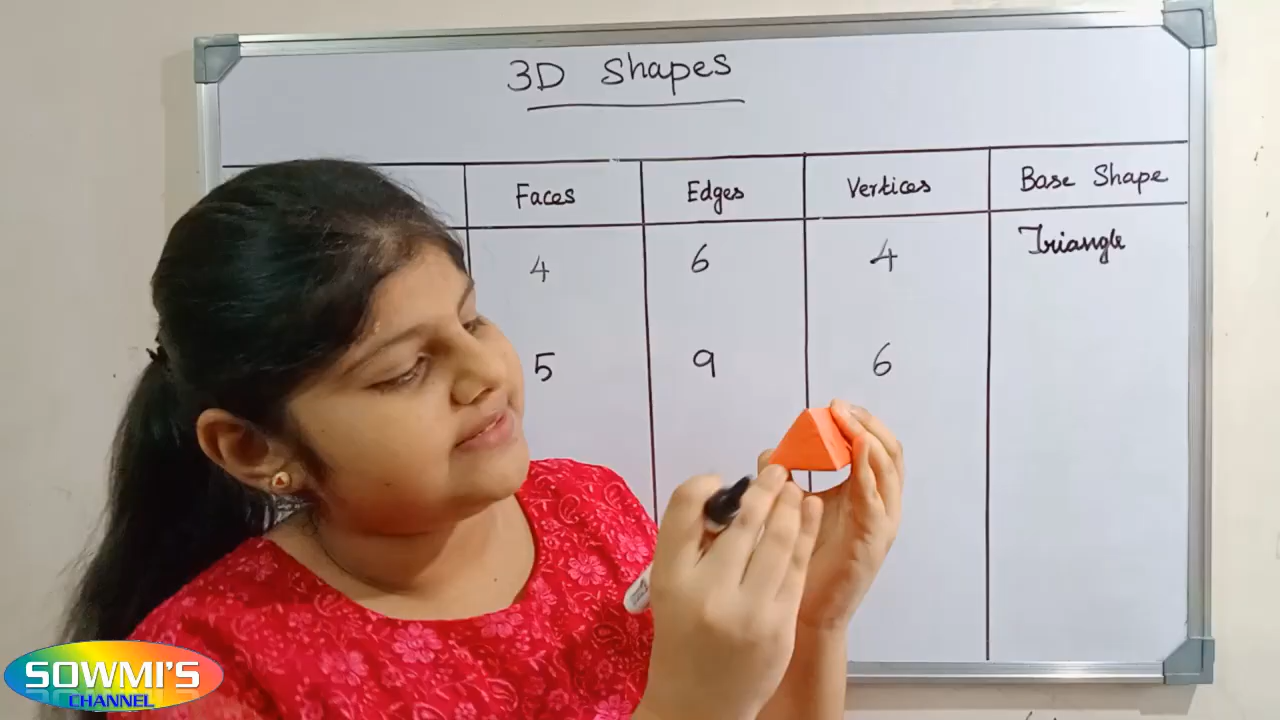 3D Shapes
Faces Edges Vertices Base Shape
4 6 4 Triangle
5 9 6
SOWMI'S
CHANNEL